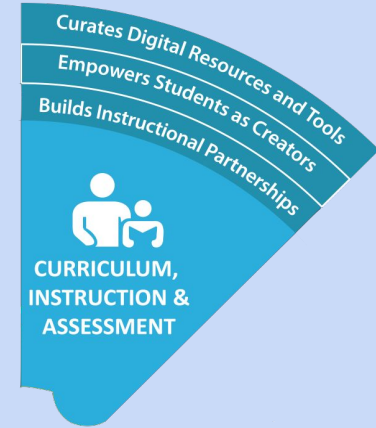 Curates Digital Resources and Tools
Empowers Students as Creators
Builds Instructional Partnerships
CURRICULUM,
INSTRUCTION &
ASSESSMENT